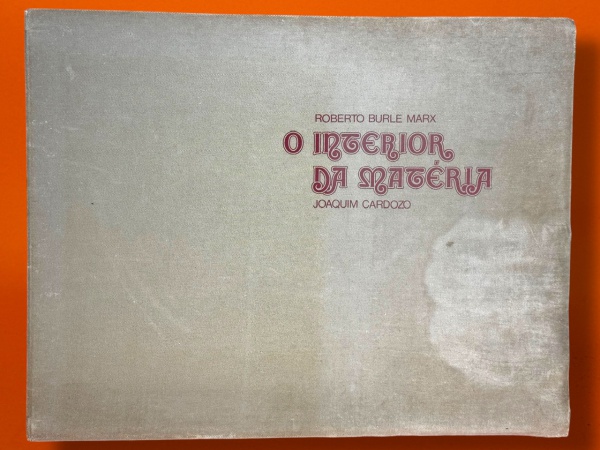 ROBERTO BURLE MARX
O INTERIOR
DA MATÉRIA
JOAQUIM CARDOZO